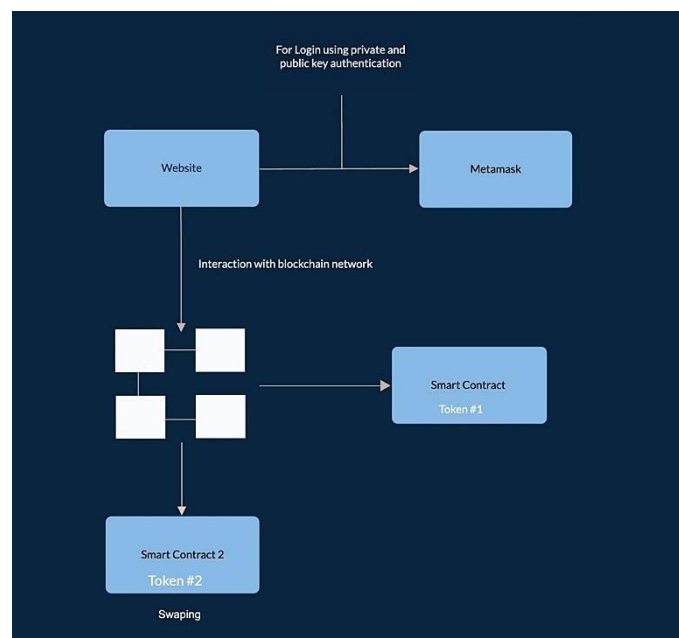 For Login using private and
public key authentication
Website
Metamask
Interaction with blockchain network
Smart Contract
Token #1
Smart Contract 2
Token #2
Swaping